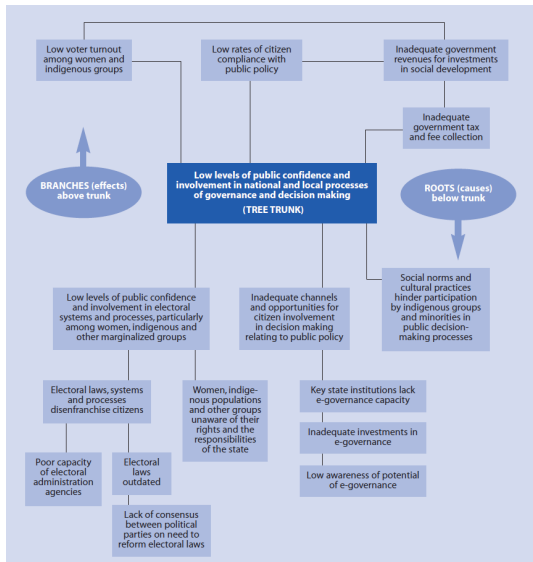 Low voter turnout
among women and
indigenous groups
Low rates of citizen
compliance with
public policy
Inadequate government
revenues for investments
in social development
Inadequate
government tax
and fee collection
BRANCHES (effects)
above trunk
Low levels of public confidence and
involvement in national and local processes
of governance and decision making
(TREE TRUNK)
ROOTS (causes)
below trunk
Low levels of public confidence
and involvement in electoral
systems and processes, particularly
among women, indigenous and
other marginalized groups
Inadequate channels
and opportunities for
citizen involvement
in decision making
relating to public policy
Social norms and
cultural practices
hinder participation
by indigenous groups
and minorities in
public decision-
making processes
Electoral laws, systems
and processes
disenfranchise citizens
Women, indige-
nous populations
and other groups
unaware of their
rights and the
responsibilities
of the state
Key state institutions lack
e-governance capacity
Inadequate investments in
e-governance
Low awareness of potential
of e-governance
Poor capacity
of electoral
administration
agencies
Electoral
laws
outdated
Lack of consensus
between political
parties on need to
reform electoral laws